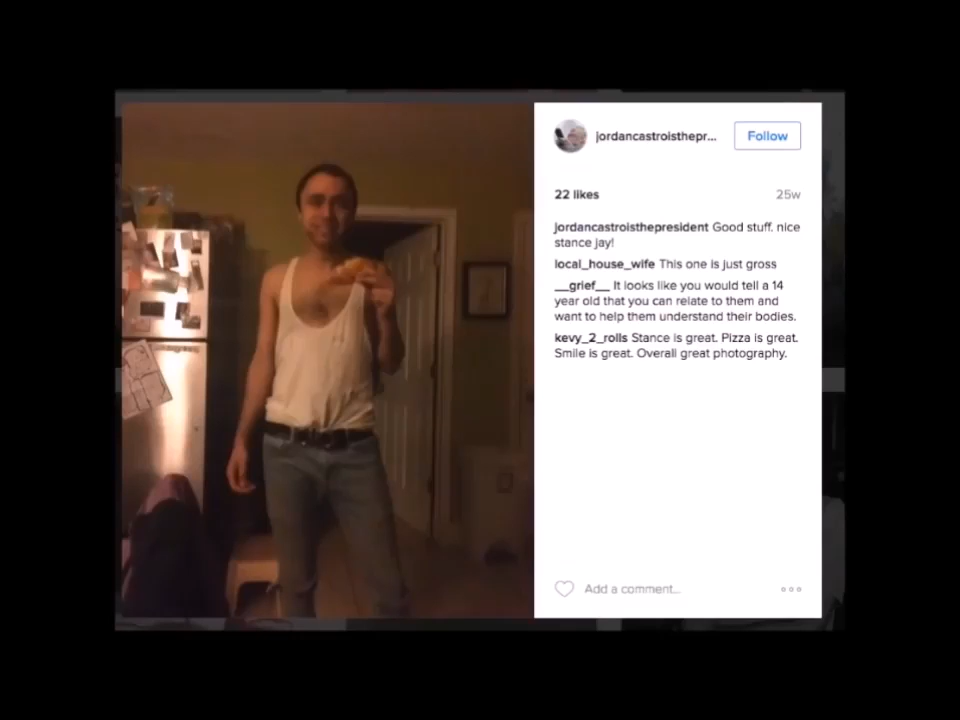 jordancastroisthepr...
Follow
22 likes
25w
jordancastroisthepresident Good stuff. nice
stance jay!
local_house_wife This one is just gross
__grief__ It looks like you would tell a 14
year old that you can relate to them and
want to help them understand their bodies.
kevy_2_rolls Stance is great. Pizza is great.
Smile is great. Overall great photography.
Add a comment...